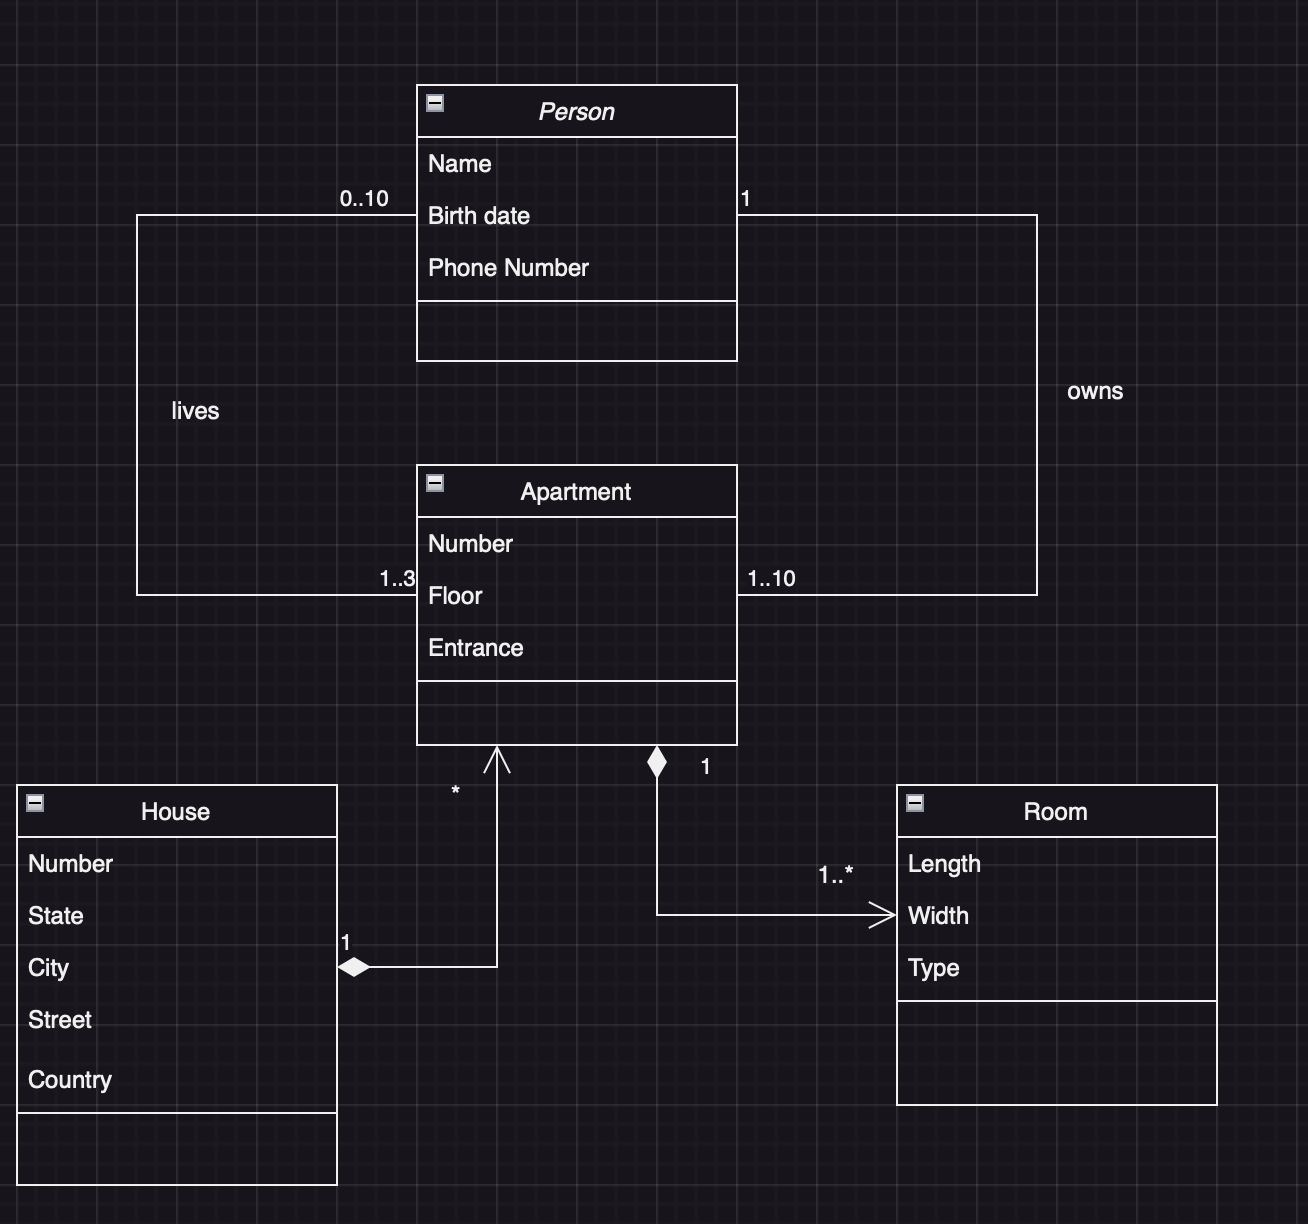 Person
Name
Birth date
Phone Number
0..10
1
lives
owns
Apartment
Number
Floor
Entrance
1..3
1..10
*
1
House
Number
State
City
Street
Country
1
1..*
Room
Length
Width
Type